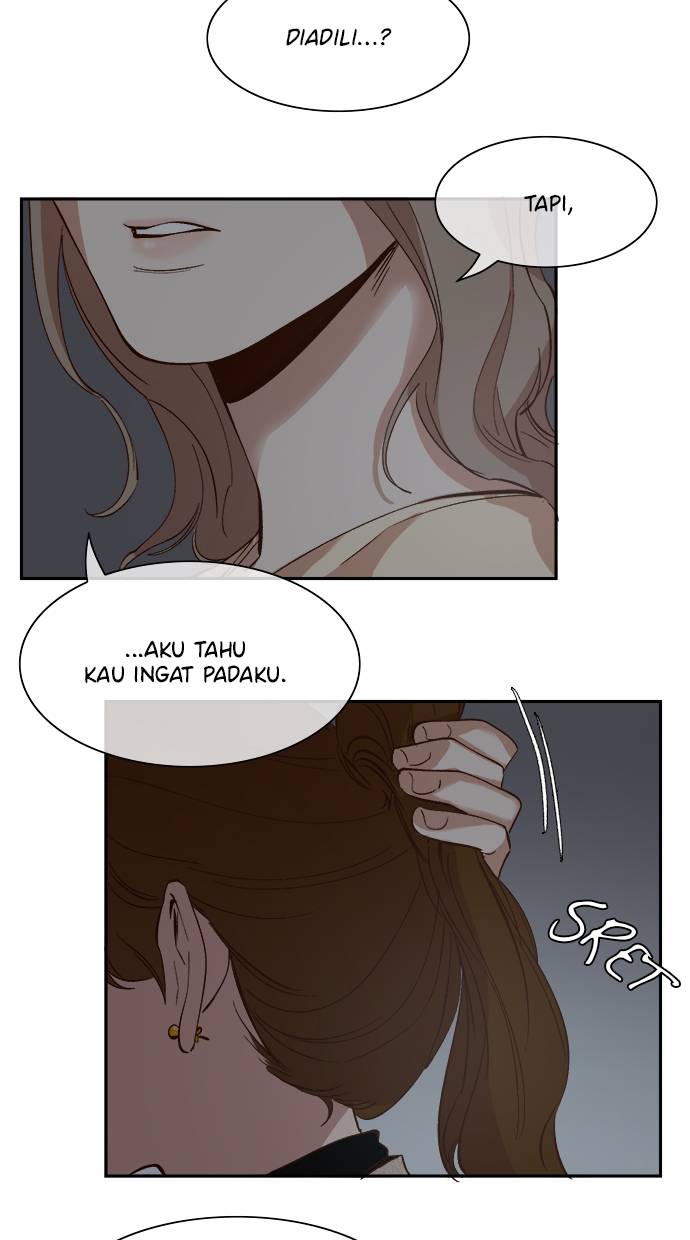 DIADILI...?
TAPI,
...AKU TAHU
KAU INGAT PADAKU.
SRET